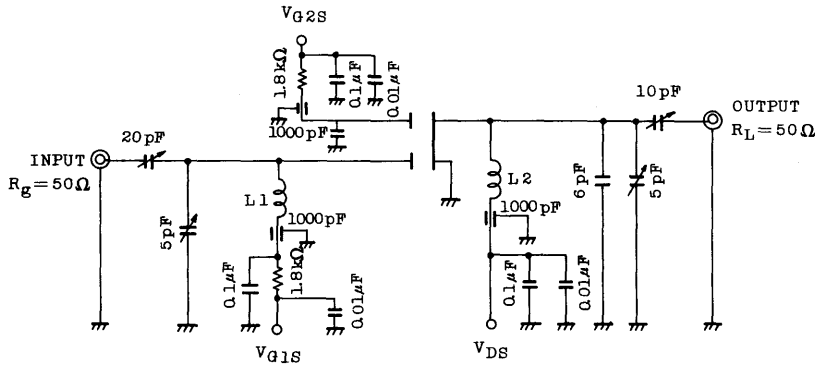 VG2S
1.8kΩ
0.1μF
0.01μF
1000pF
10pF
OUTPUT
RL=50Ω
20pF
INPUT
Rg=50Ω
5pF
L1
1000pF
0.1μF
1.8kΩ
0.01μF
VG1S
L2
1000pF
0.1μF
0.01μF
VDS
6pF
5pF